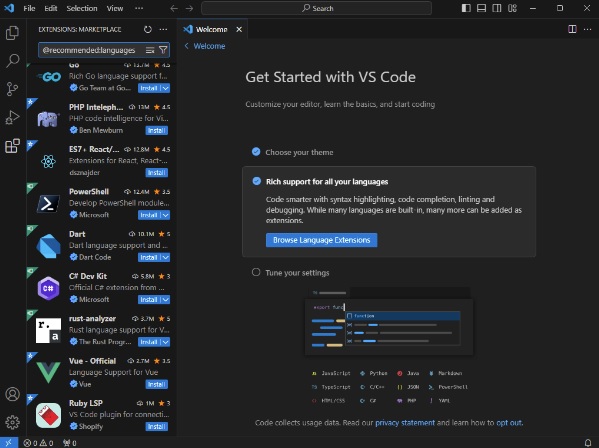 File Edit Selection View ···
Search
EXTENSIONS: MARKETPLACE
@recommended:languages
Go 13.7M 4.5
Rich Go language support f...
Go Team at Go... Install
PHP Inteleph... 13M 4.5
PHP code intelligence for Vi...
Ben Mewburn Install
ES7+ React/... 12.8M 4.5
Extensions for React, React-...
dsznajder Install
PowerShell 12.4M 3.5
Develop PowerShell module...
Microsoft Install
Dart 10.1M 5
Dart language support and ...
Dart Code Install
C# Dev Kit 5.8M 3
Official C# extension from ...
Microsoft Install
rust-analyzer 3.7M 5
Rust language support for V...
The Rust Progr... Install
Vue - Official 2.7M 3.5
Language Support for Vue
Vue Install
Ruby LSP 1M 3
VS Code plugin for connecti...
Shopify Install
Welcome
Welcome
Get Started with VS Code
Customize your editor, learn the basics, and start coding
Choose your theme
Rich support for all your languages
Code smarter with syntax highlighting, code completion, linting and
debugging. While many languages are built-in, many more can be added as
extensions.
Browse Language Extensions
Tune your settings
export func
function
JavaScript Python Java Markdown
TS TypeScript C/C++ {} JSON PowerShell
HTML/CSS C# PHP YAML
Code collects usage data. Read our privacy statement and learn how to opt out.
0 0 0